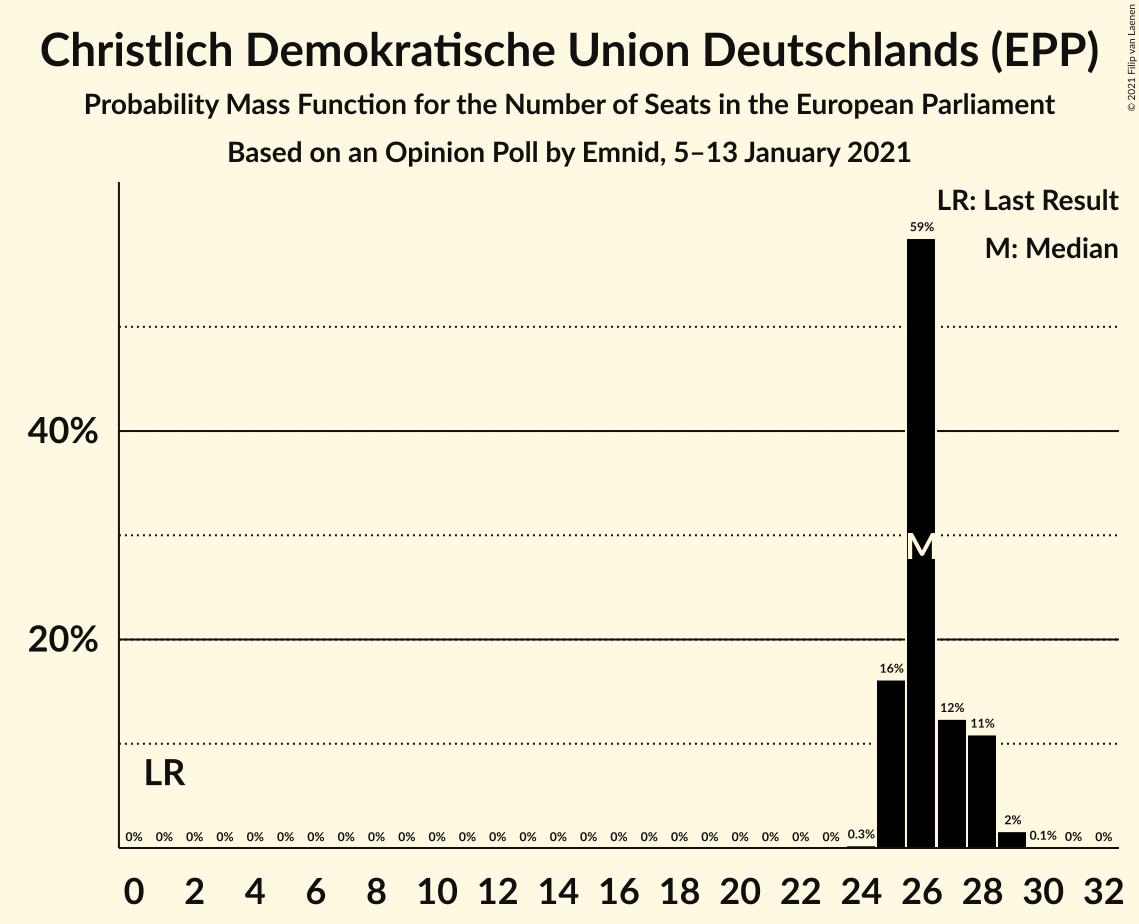 Christlich Demokratische Union Deutschlands (EPP)
Probability Mass Function for the Number of Seats in the European Parliament
Based on an Opinion Poll by Emnid, 5–13 January 2021
© 2021 Filip van Laenen
LR: Last Result
M: Median
59%
40%
M
20%
16%
12%
11%
LR
0% 0% 0% 0% 0% 0% 0% 0% 0% 0% 0% 0% 0% 0% 0% 0% 0% 0% 0% 0% 0% 0% 0% 0% 0.3% 2% 0.1% 0% 0%
0 2 4 6 8 10 12 14 16 18 20 22 24 26 28 30 32